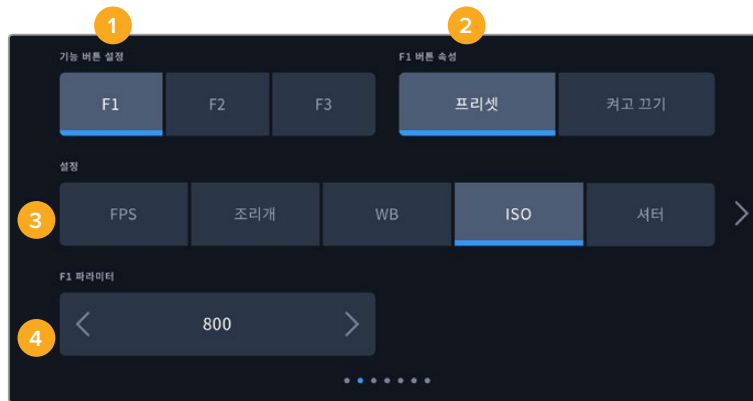 1 2
기능 버튼 설정 F1 버튼 속성
F1 F2 F3 프리셋 켜고 끄기
설정
3 FPS 조리개 WB ISO 셔터
F1 파라미터
4 800